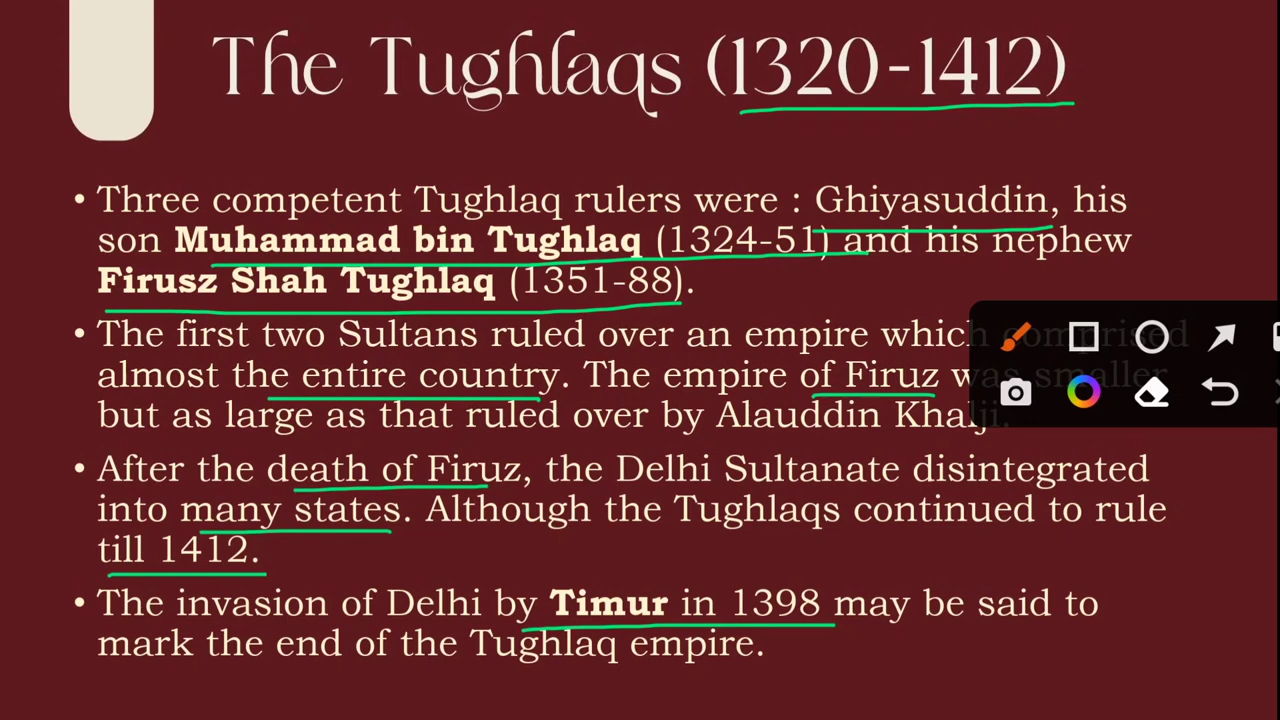 The Tughlaqs (1320-1412)
• Three competent Tughlaq rulers were : Ghiyasuddin, his
son Muhammad bin Tughlaq (1324-51) and his nephew
Firusz Shah Tughlaq (1351-88).
• The first two Sultans ruled over an empire which comprised
almost the entire country. The empire of Firuz was smaller
but as large as that ruled over by Alauddin Khalji.
• After the death of Firuz, the Delhi Sultanate disintegrated
into many states. Although the Tughlaqs continued to rule
till 1412.
• The invasion of Delhi by Timur in 1398 may be said to
mark the end of the Tughlaq empire.